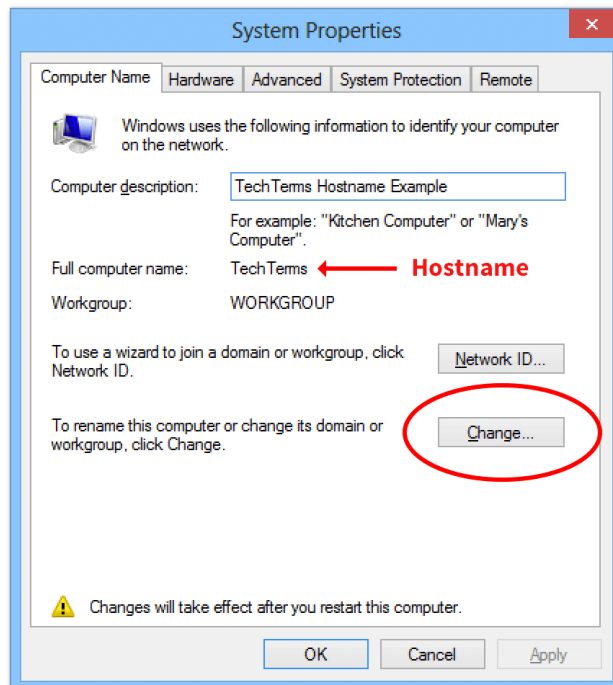 System Properties
Computer Name Hardware Advanced System Protection Remote
Windows uses the following information to identify your computer
on the network.
Computer description: TechTerms Hostname Example
For example: "Kitchen Computer" or "Mary's
Computer".
Full computer name: TechTerms Hostname
Workgroup: WORKGROUP
To use a wizard to join a domain or workgroup, click
Network ID.
Network ID...
To rename this computer or change its domain or
workgroup, click Change.
Change...
Changes will take effect after you restart this computer.
OK Cancel Apply